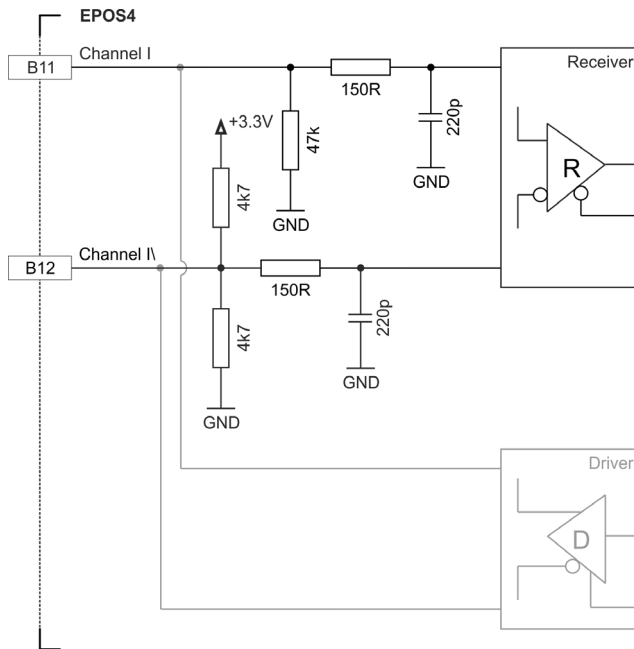 EPOS4
Channel I
B11
Receiver
150R
+3.3V
47k
220p
GND
R
4k7
GND
Channel I\
B12
150R
4k7
220p
GND
GND
Driver
D